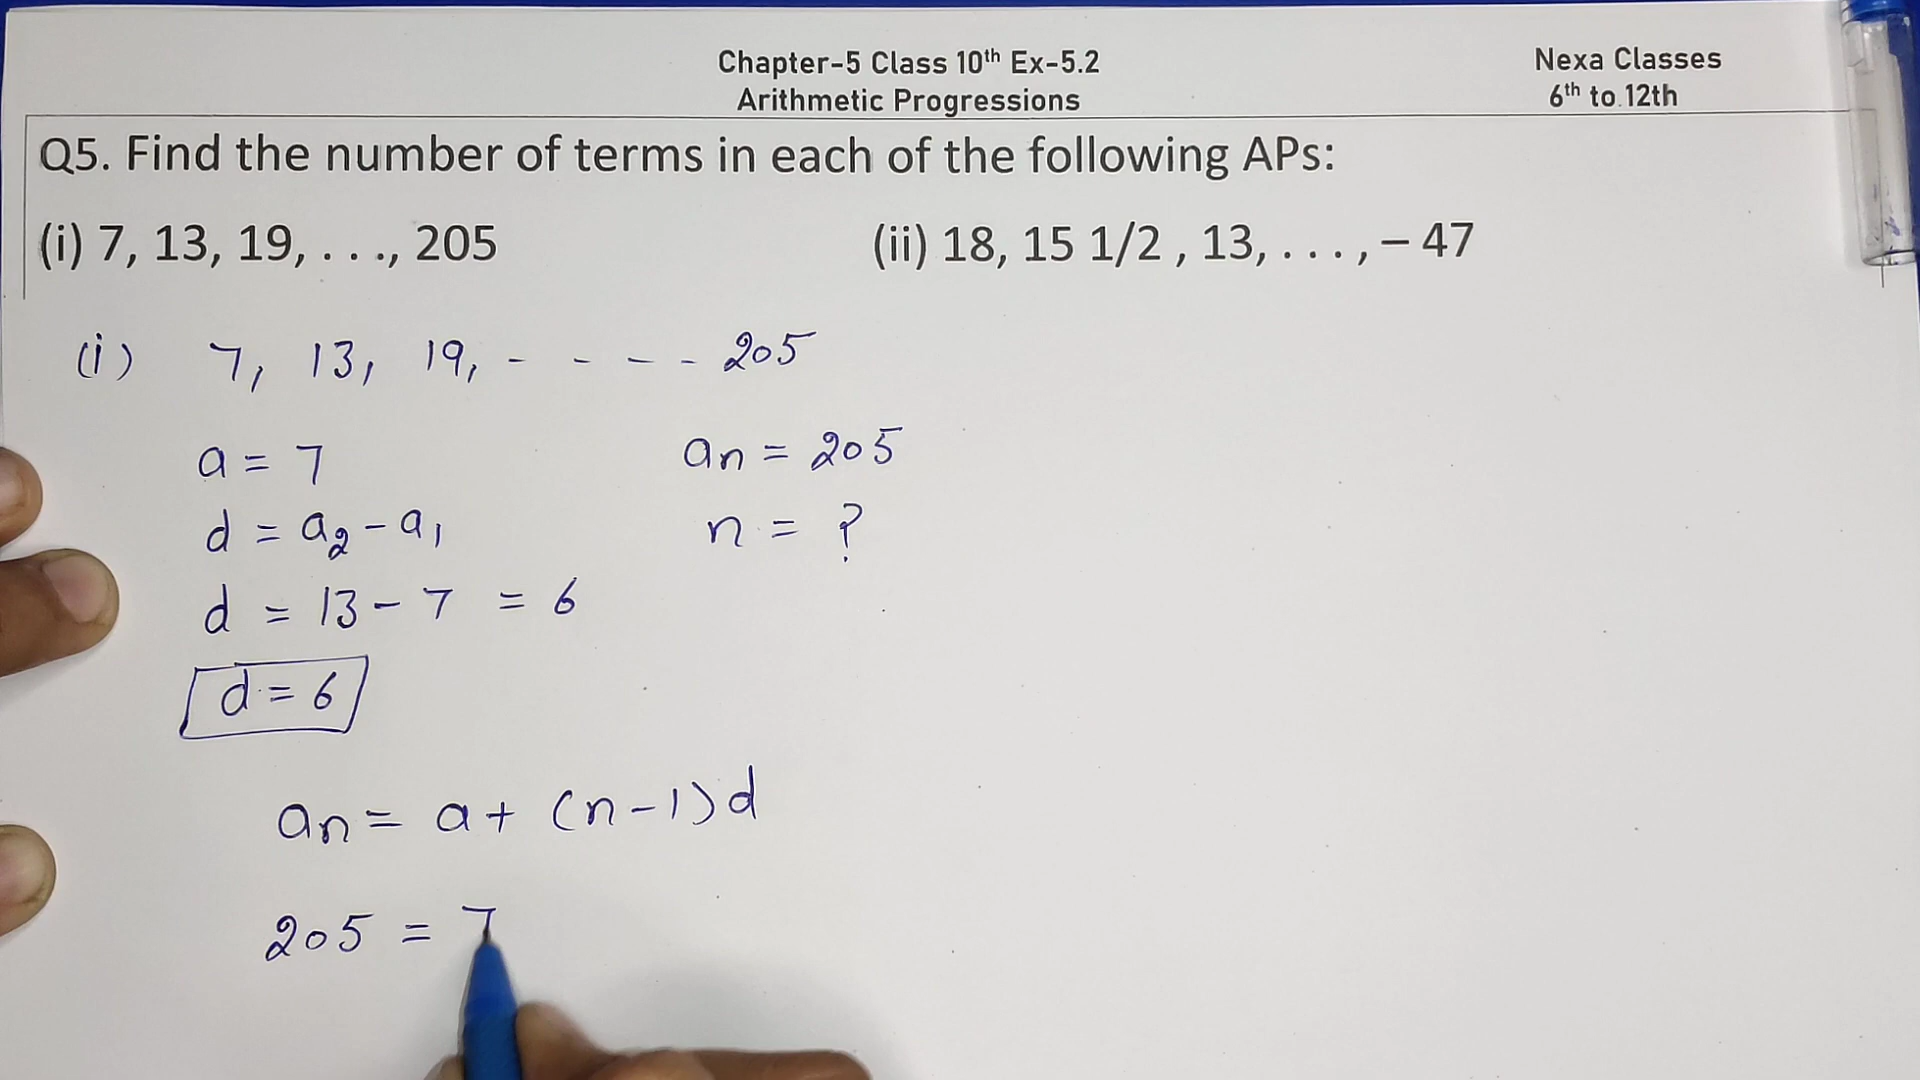 Chapter-5 Class 10th Ex-5.2
Arithmetic Progressions
Nexa Classes
6th to 12th
Q5. Find the number of terms in each of the following APs:
(i) 7, 13, 19, . . ., 205
(ii) 18, 15 1/2 , 13, . . . , – 47
(i) 7, 13, 19, - - - - 205
a = 7
an = 205
d = a2 - a1
n = ?
d = 13 - 7 = 6
d = 6
an = a + (n-1)d
205 = 7